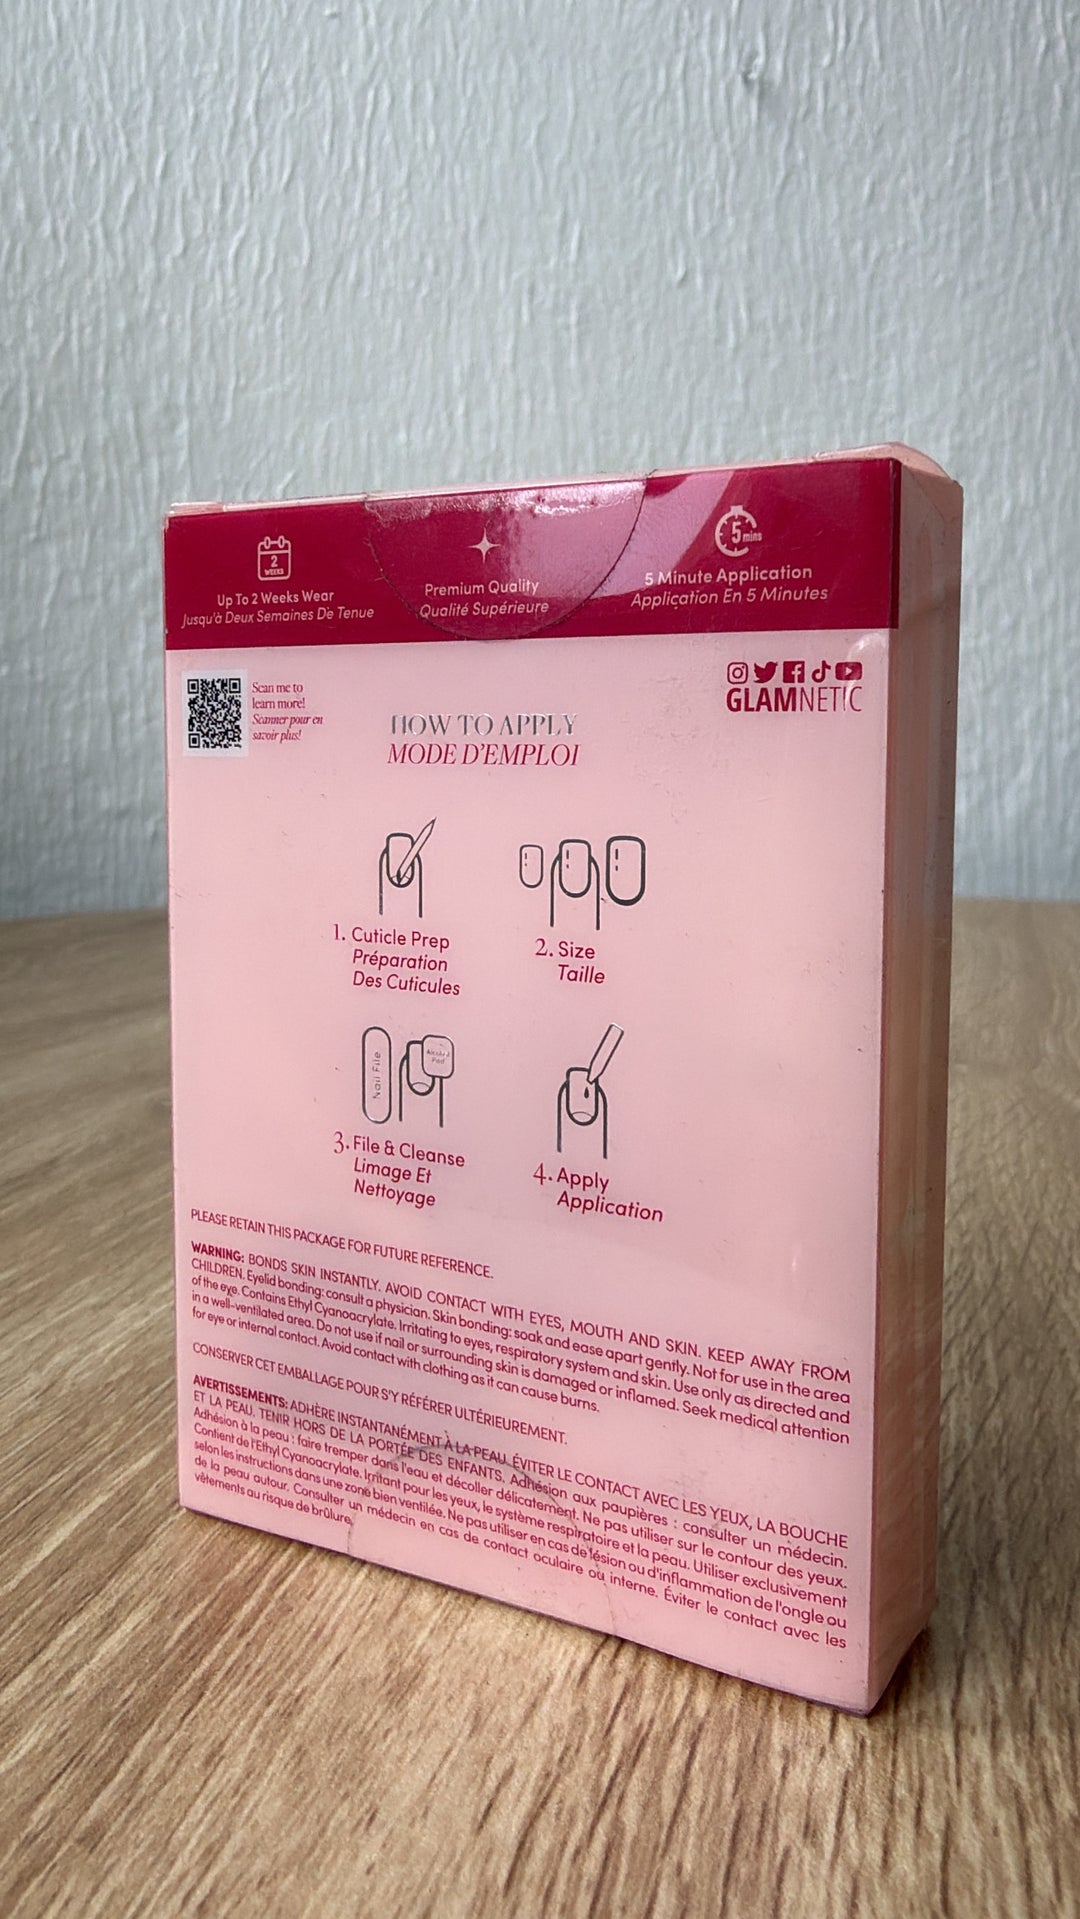 2
WEEKS
Up To 2 Weeks Wear
Jusqu'à Deux Semaines De Tenue
Premium Quality
Qualité Supérieure
5 mins
5 Minute Application
Application En 5 Minutes
Scan me to
learn more!
Scanner pour en
savoir plus!
GLAMNETIC
HOW TO APPLY
MODE D'EMPLOI
1. Cuticle Prep
Préparation
Des Cuticules
2. Size
Taille
Nail File
Alcohol
Pad
3. File & Cleanse
Limage Et
Nettoyage
4. Apply
Application
PLEASE RETAIN THIS PACKAGE FOR FUTURE REFERENCE.
WARNING: BONDS SKIN INSTANTLY. AVOID CONTACT WITH EYES, MOUTH AND SKIN. KEEP AWAY FROM
CHILDREN. Eyelid bonding: consult a physician. Skin bonding: soak and ease apart gently. Not for use in the area
of the eye. Contains Ethyl Cyanoacrylate. Irritating to eyes, respiratory system and skin. Use only as directed and
in a well-ventilated area. Do not use if nail or surrounding skin is damaged or inflamed. Seek medical attention
for eye or internal contact. Avoid contact with clothing as it can cause burns.
CONSERVER CET EMBALLAGE POUR S'Y RÉFÉRER ULTÉRIEUREMENT.
AVERTISSEMENTS: ADHÈRE INSTANTANÉMENT À LA PEAU. ÉVITER LE CONTACT AVEC LES YEUX, LA BOUCHE
ET LA PEAU. TENIR HORS DE LA PORTÉE DES ENFANTS. Adhésion aux paupières : consulter un médecin.
Adhésion à la peau : faire tremper dans l'eau et décoller délicatement. Ne pas utiliser sur le contour des yeux.
Contient de l'Ethyl Cyanoacrylate. Irritant pour les yeux, le système respiratoire et la peau. Utiliser exclusivement
selon les instructions dans une zone bien ventilée. Ne pas utiliser en cas de lésion ou d'inflammation de l'ongle ou
de la peau autour. Consulter un médecin en cas de contact oculaire ou interne. Éviter le contact avec les
vêtements au risque de brûlure.